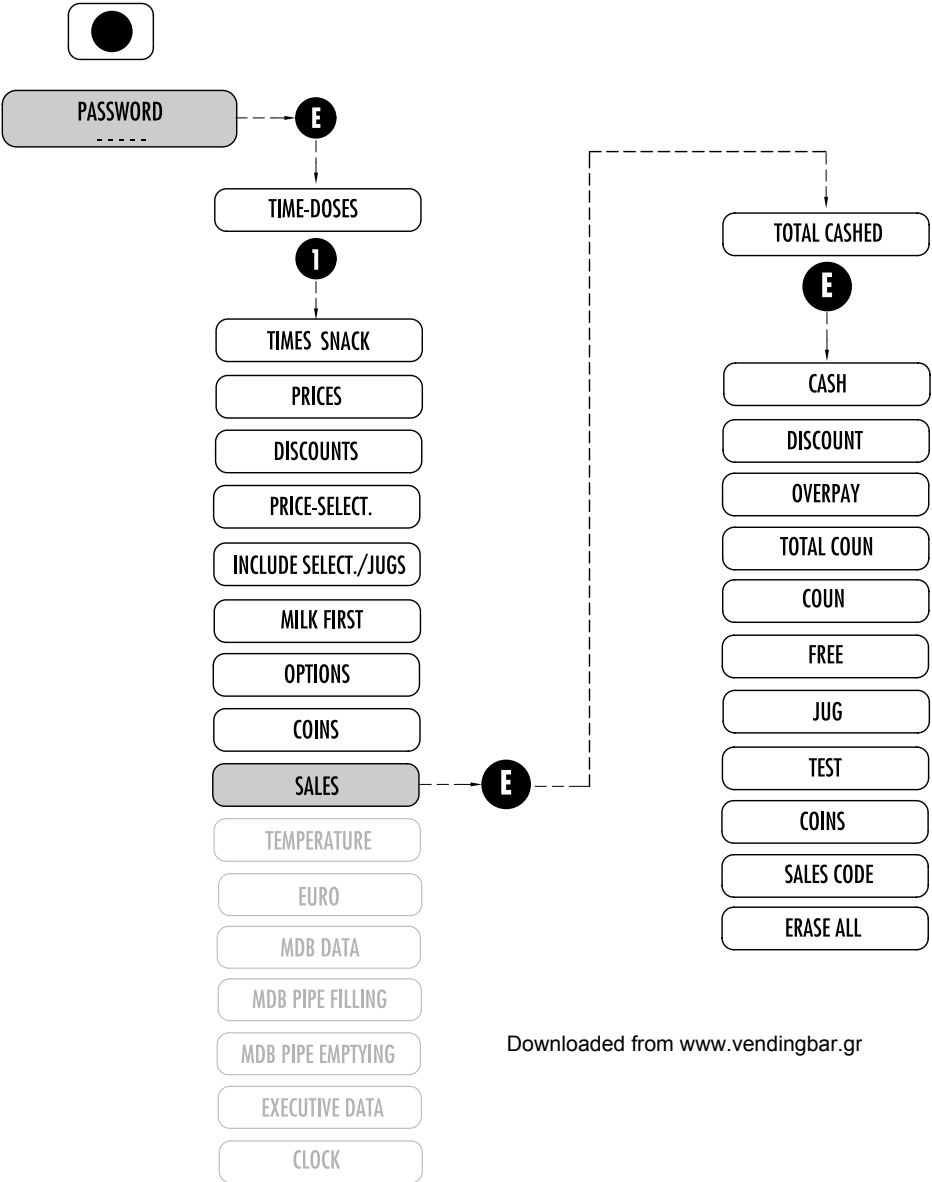 PASSWORD
- - - - -
E
TIME-DOSES
1
TIMES SNACK
PRICES
DISCOUNTS
PRICE-SELECT.
INCLUDE SELECT./JUGS
MILK FIRST
OPTIONS
COINS
SALES
E
TEMPERATURE
EURO
MDB DATA
MDB PIPE FILLING
MDB PIPE EMPTYING
EXECUTIVE DATA
CLOCK
TOTAL CASHED
E
CASH
DISCOUNT
OVERPAY
TOTAL COUN
COUN
FREE
JUG
TEST
COINS
SALES CODE
ERASE ALL
Downloaded from www.vendingbar.gr